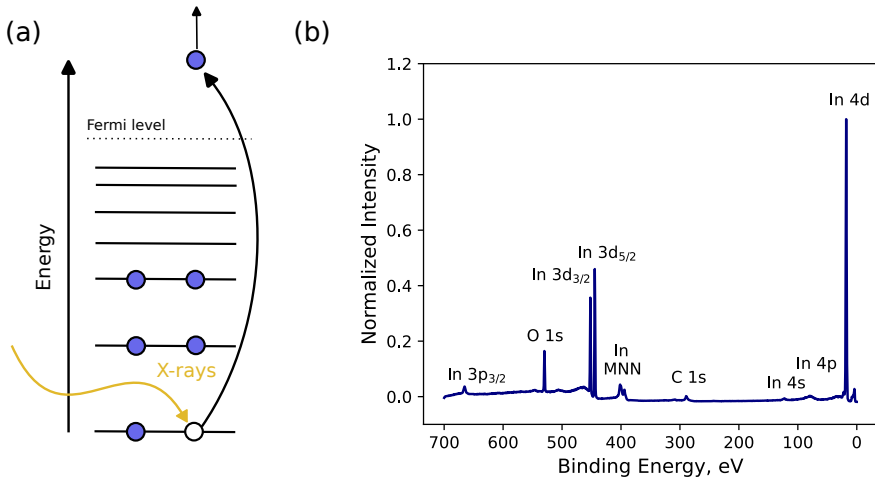 (a)
Fermi level
Energy
X-rays
(b)
Normalized Intensity
1.2
1.0
0.8
0.6
0.4
0.2
0.0
In 4d
In 3d5/2
In 3d3/2
O 1s
In
MNN
In 3p3/2
C 1s
In 4p
In 4s
700 600 500 400 300 200 100 0
Binding Energy, eV